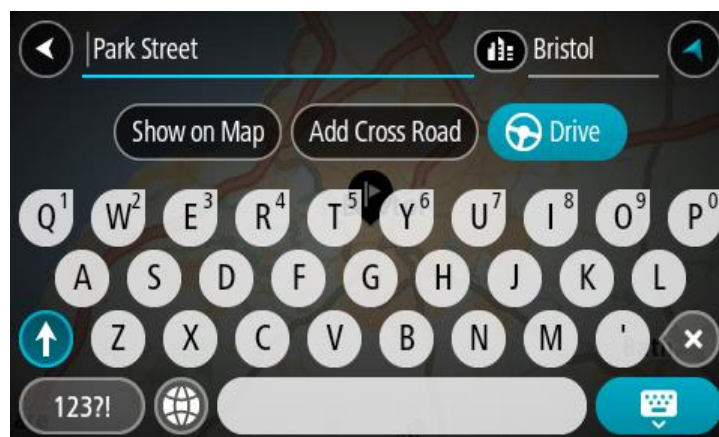 Park Street Bristol
Show on Map Add Cross Road Drive
Q1 W2 E3 R4 T5 Y6 U7 I8 O9 P0
A S D F G H J K L
Z X C V B N M '
123?!